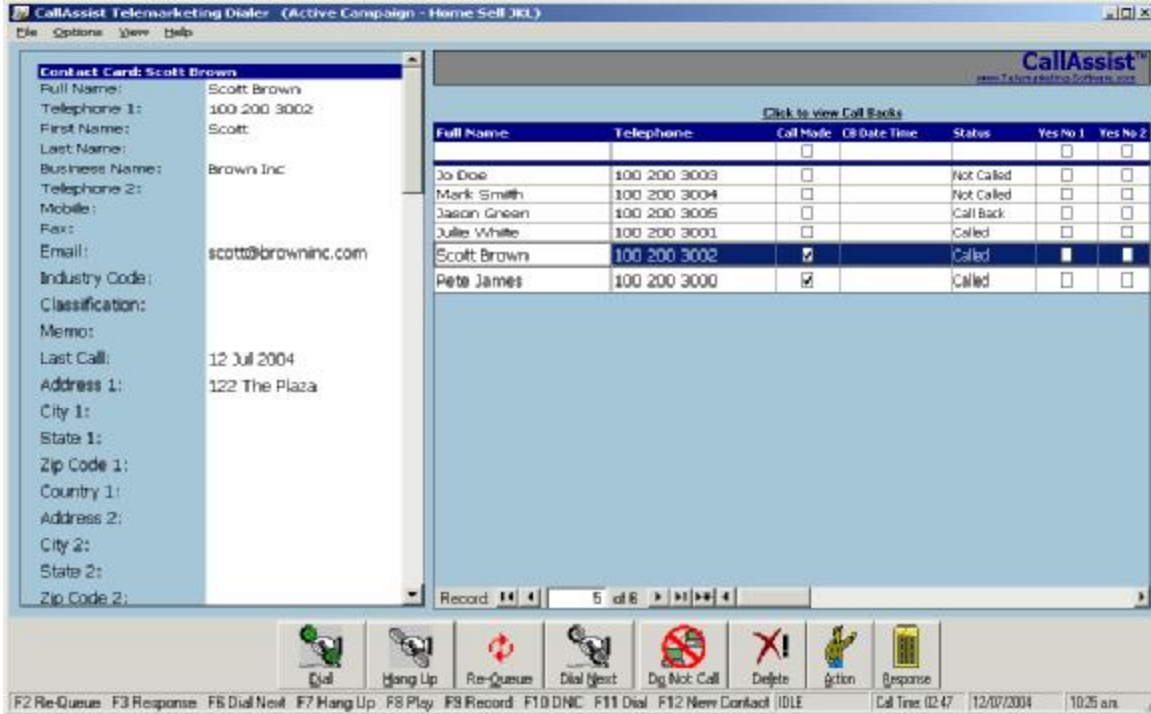 CallAssist Telemarketing Dialer (Active Campaign - Home Sell JKL)
File Options View Help
Contact Card: Scott Brown
Full Name: Scott Brown
Telephone 1: 100 200 3002
First Name: Scott
Last Name:
Business Name: Brown Inc
Telephone 2:
Mobile:
Fax:
Email: scott@browninc.com
Industry Code:
Classification:
Memo:
Last Call: 12 Jul 2004
Address 1: 122 The Plaza
City 1:
State 1:
Zip Code 1:
Country 1:
Address 2:
City 2:
State 2:
Zip Code 2:
CallAssist™
www.Telemarketing-Software.com
Click to view Call Backs
Full Name Telephone Call Made CB Date Time Status Yes No 1 Yes No 2
Jo Doe 100 200 3003 Not Called
Mark Smith 100 200 3004 Not Called
Jason Green 100 200 3005 Call Back
Julie White 100 200 3001 Called
Scott Brown 100 200 3002 Called
Pete James 100 200 3000 Called
Record: 5 of 6
Dial Hang Up Re-Queue Dial Next Do Not Call Delete Action Response
F2 Re-Queue F3 Response F6 Dial Next F7 Hang Up F8 Play F9 Record F10 DNC F11 Dial F12 New Contact IDLE Call Time: 02:47 12/07/2004 10:25 a.m.